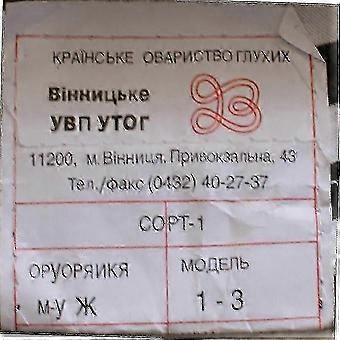 КРАЇНСЬКЕ ОВАРИСТВО ГЛУХИХ
Вінницьке
УВП УТОГ
11200, м. Вінниця, Привокзальна, 43
Тел./факс (0432) 40-27-37
СОРТ-1
ОРУОРЯИКЯ
МОДЕЛЬ
м-у Ж
1-3